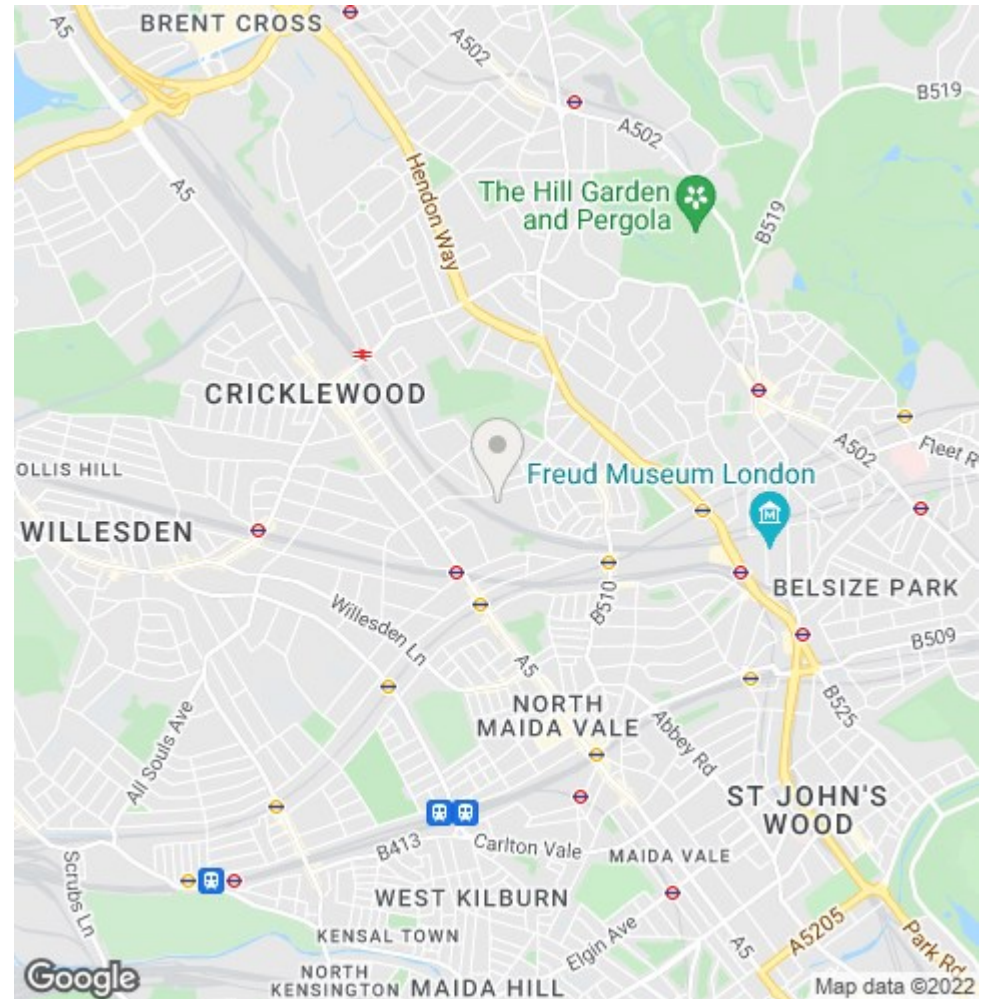 BRENT CROSS
A5
A502
B519
A502
Hendon Way
A5
The Hill Garden
and Pergola
B519
CRICKLEWOOD
OLLIS HILL
A502
Fleet R
Freud Museum London
WILLESDEN
BELSIZE PARK
B510
Willesden Ln
B509
A5
NORTH
MAIDA VALE
Abbey Rd
B525
All Souls Ave
ST JOHN'S
WOOD
B413
Carlton Vale
MAIDA VALE
Scrubs Ln
WEST KILBURN
KENSAL TOWN
Elgin Ave
A5
A5205
Park Rd
NORTH
KENSINGTON
MAIDA HILL
Google
Map data ©2022